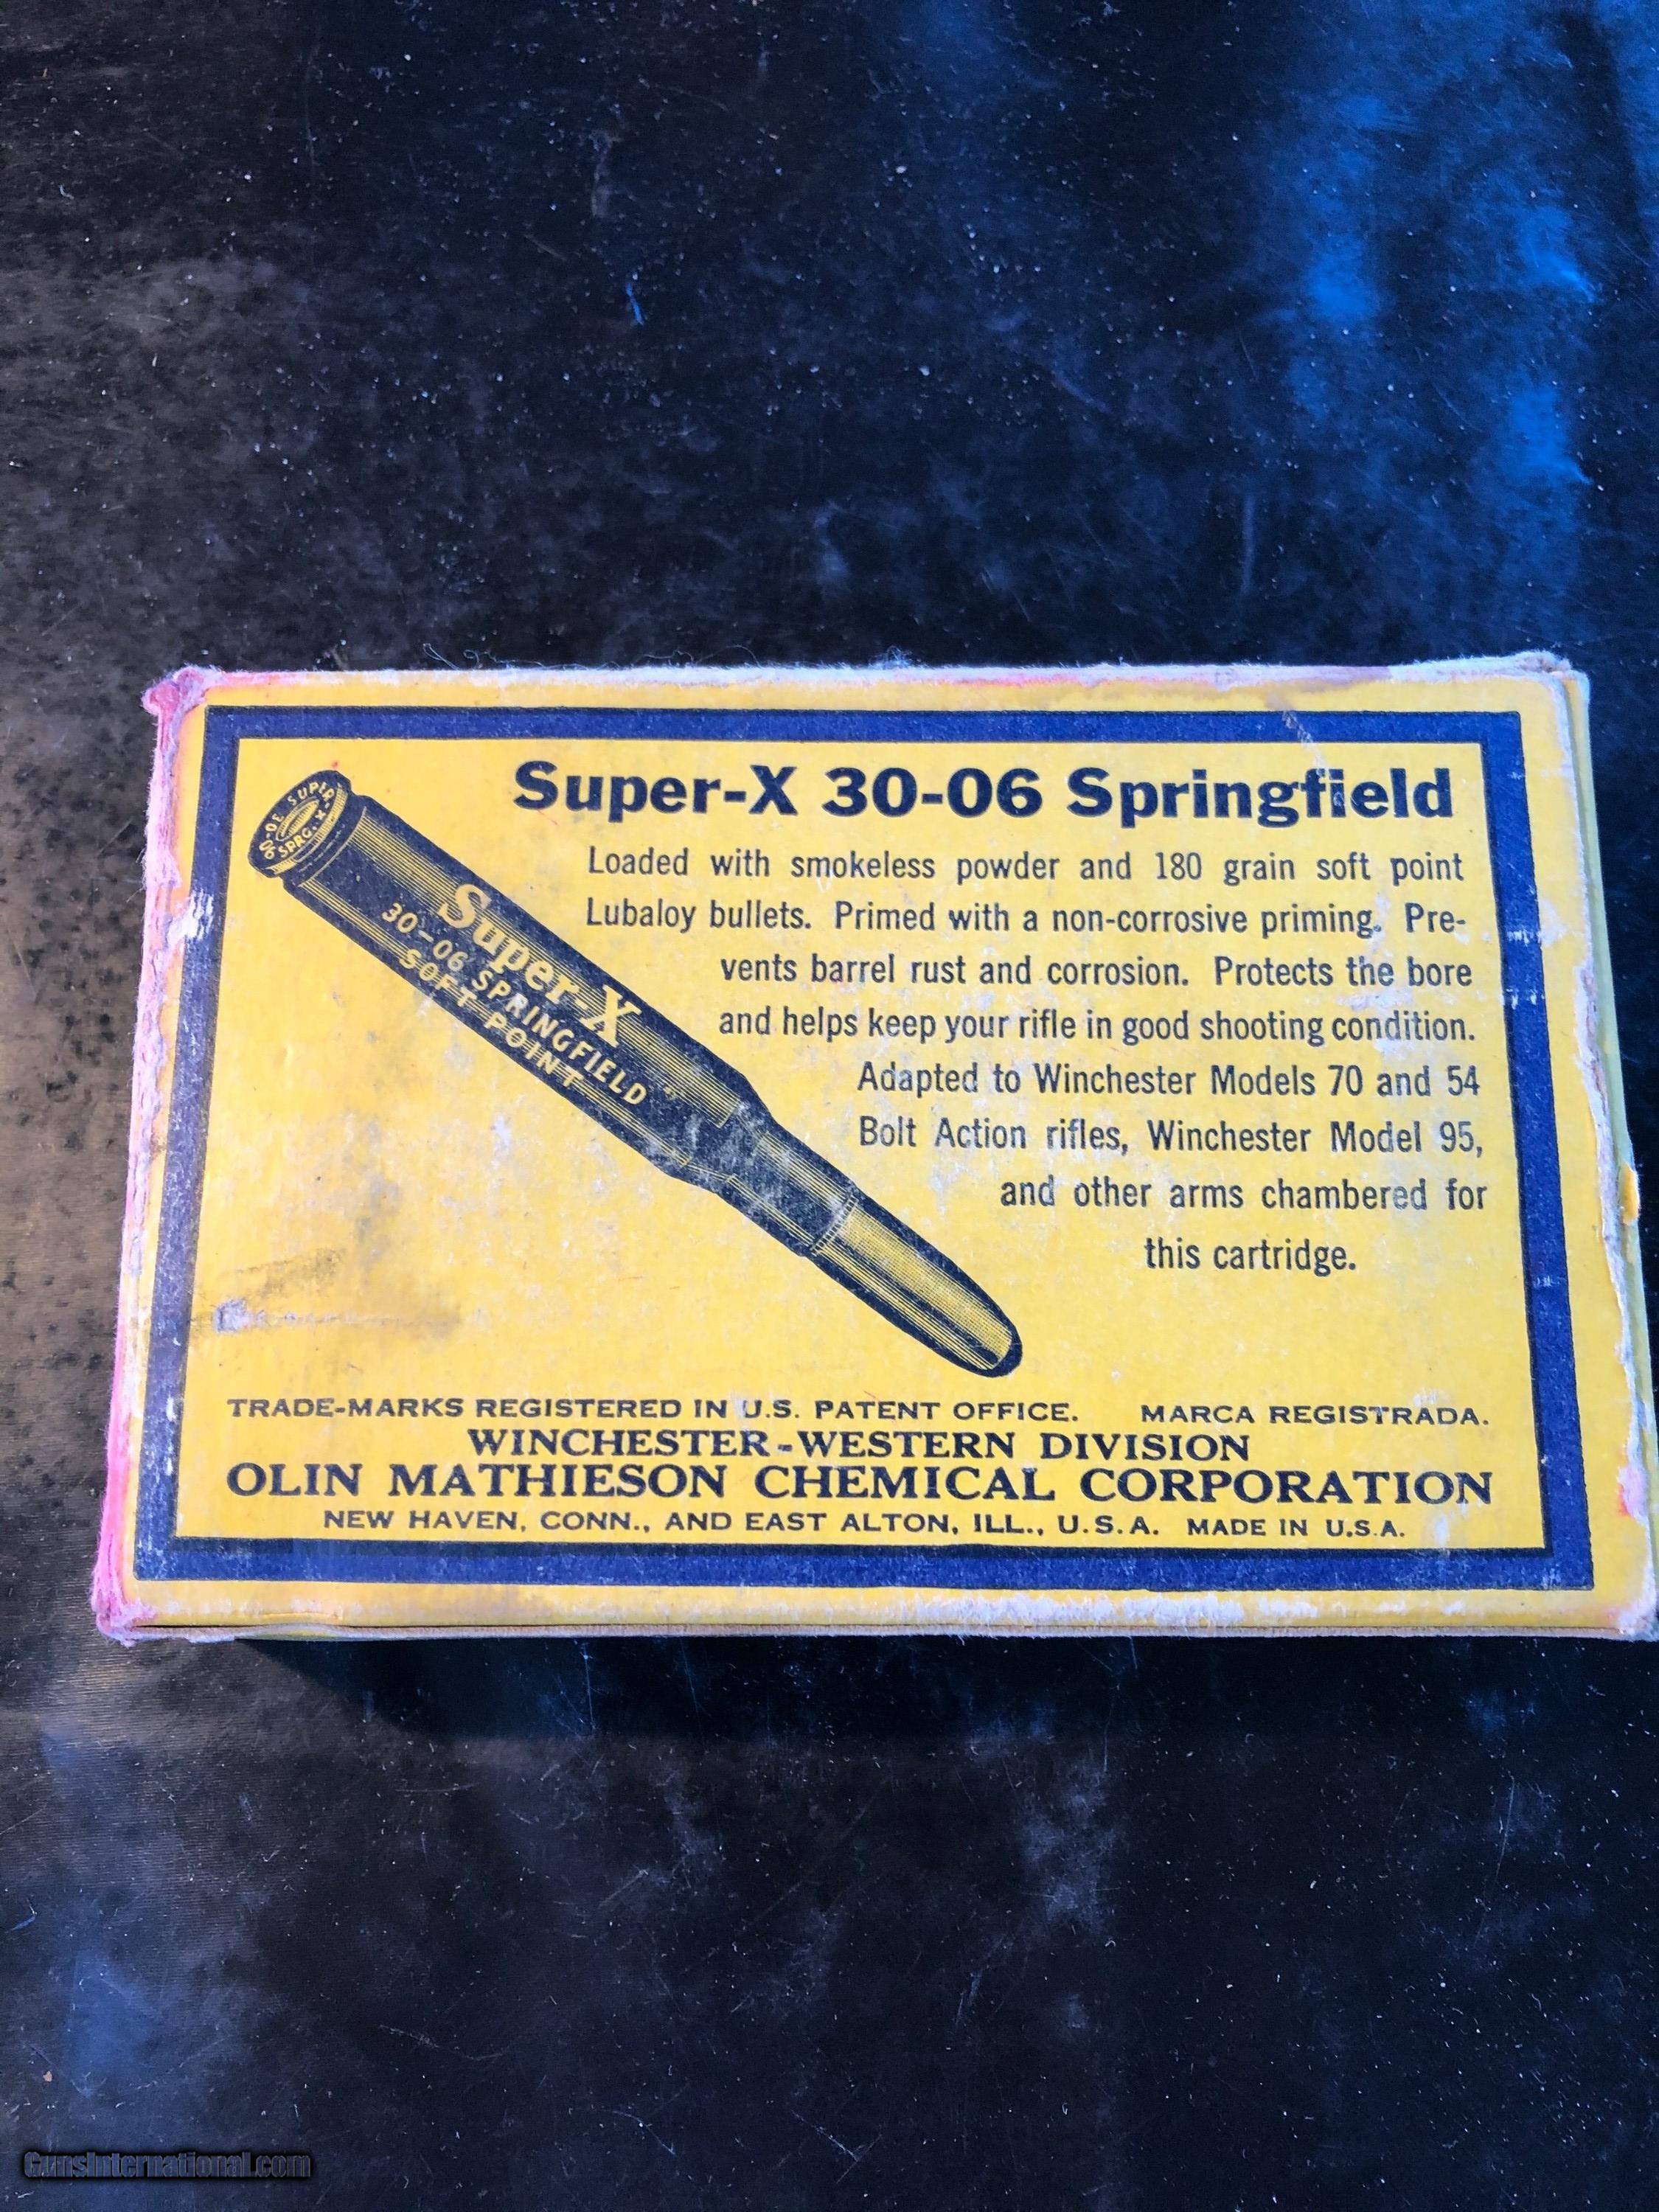 Super-X 30-06 Springfield
Loaded with smokeless powder and 180 grain soft point
Lubaloy bullets. Primed with a non-corrosive priming. Pre-
vents barrel rust and corrosion. Protects the bore
and helps keep your rifle in good shooting condition.
Adapted to Winchester Models 70 and 54
Bolt Action rifles, Winchester Model 95,
and other arms chambered for
this cartridge.
SUPER-X
30-06
SPRG.
Super-X
30-06 SPRINGFIELD
SOFT POINT
TRADE-MARKS REGISTERED IN U.S. PATENT OFFICE. MARCA REGISTRADA.
WINCHESTER-WESTERN DIVISION
OLIN MATHIESON CHEMICAL CORPORATION
NEW HAVEN, CONN., AND EAST ALTON, ILL., U.S.A. MADE IN U.S.A.
GunsInternational.com